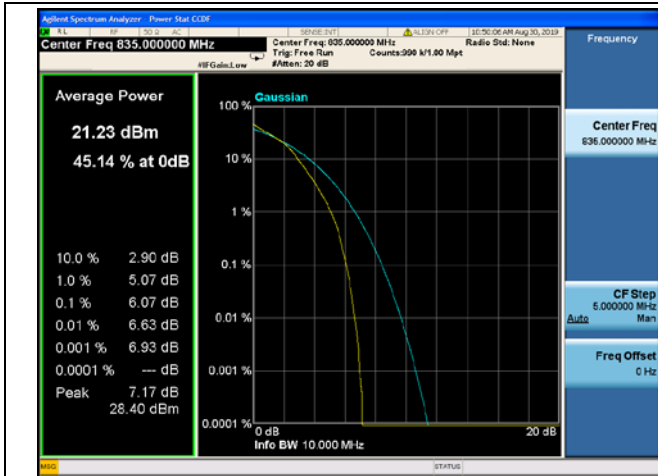 Agilent Spectrum Analyzer - Power Stat CCDF
RL RF 50 Ω AC SENSE:INT ALIGN OFF 10:50:06 AM Aug 30, 2019
Center Freq 835.000000 MHz
Center Freq: 835.000000 MHz Radio Std: None
Trig: Free Run Counts:990 k/1.00 Mpt
#IFGain:Low #Atten: 20 dB
Frequency
Average Power
21.23 dBm
45.14 % at 0dB
10.0 % 2.90 dB
1.0 % 5.07 dB
0.1 % 6.07 dB
0.01 % 6.63 dB
0.001 % 6.93 dB
0.0001 % --- dB
Peak 7.17 dB
28.40 dBm
Gaussian
100 %
10 %
1 %
0.1 %
0.01 %
0.001 %
0.0001 %
0 dB 20 dB
Info BW 10.000 MHz
Center Freq
835.000000 MHz
CF Step
5.000000 MHz
Auto Man
Freq Offset
0 Hz
MSG STATUS